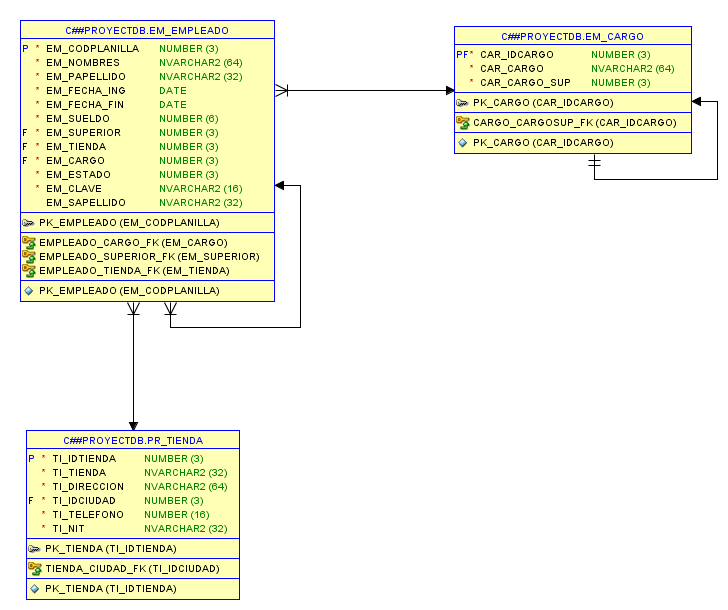 C##PROYECTDB.EM_EMPLEADO
P * EM_CODPLANILLA NUMBER (3)
* EM_NOMBRES NVARCHAR2 (64)
* EM_PAPELLIDO NVARCHAR2 (32)
* EM_FECHA_ING DATE
* EM_FECHA_FIN DATE
* EM_SUELDO NUMBER (6)
F * EM_SUPERIOR NUMBER (3)
F * EM_TIENDA NUMBER (3)
F * EM_CARGO NUMBER (3)
* EM_ESTADO NUMBER (3)
* EM_CLAVE NVARCHAR2 (16)
EM_SAPELLIDO NVARCHAR2 (32)
PK_EMPLEADO (EM_CODPLANILLA)
EMPLEADO_CARGO_FK (EM_CARGO)
EMPLEADO_SUPERIOR_FK (EM_SUPERIOR)
EMPLEADO_TIENDA_FK (EM_TIENDA)
PK_EMPLEADO (EM_CODPLANILLA)
C##PROYECTDB.EM_CARGO
PF* CAR_IDCARGO NUMBER (3)
* CAR_CARGO NVARCHAR2 (64)
* CAR_CARGO_SUP NUMBER (3)
PK_CARGO (CAR_IDCARGO)
CARGO_CARGOSUP_FK (CAR_IDCARGO)
PK_CARGO (CAR_IDCARGO)
C##PROYECTDB.PR_TIENDA
P * TI_IDTIENDA NUMBER (3)
* TI_TIENDA NVARCHAR2 (32)
* TI_DIRECCION NVARCHAR2 (64)
F * TI_IDCIUDAD NUMBER (3)
* TI_TELEFONO NUMBER (16)
* TI_NIT NVARCHAR2 (32)
PK_TIENDA (TI_IDTIENDA)
TIENDA_CIUDAD_FK (TI_IDCIUDAD)
PK_TIENDA (TI_IDTIENDA)